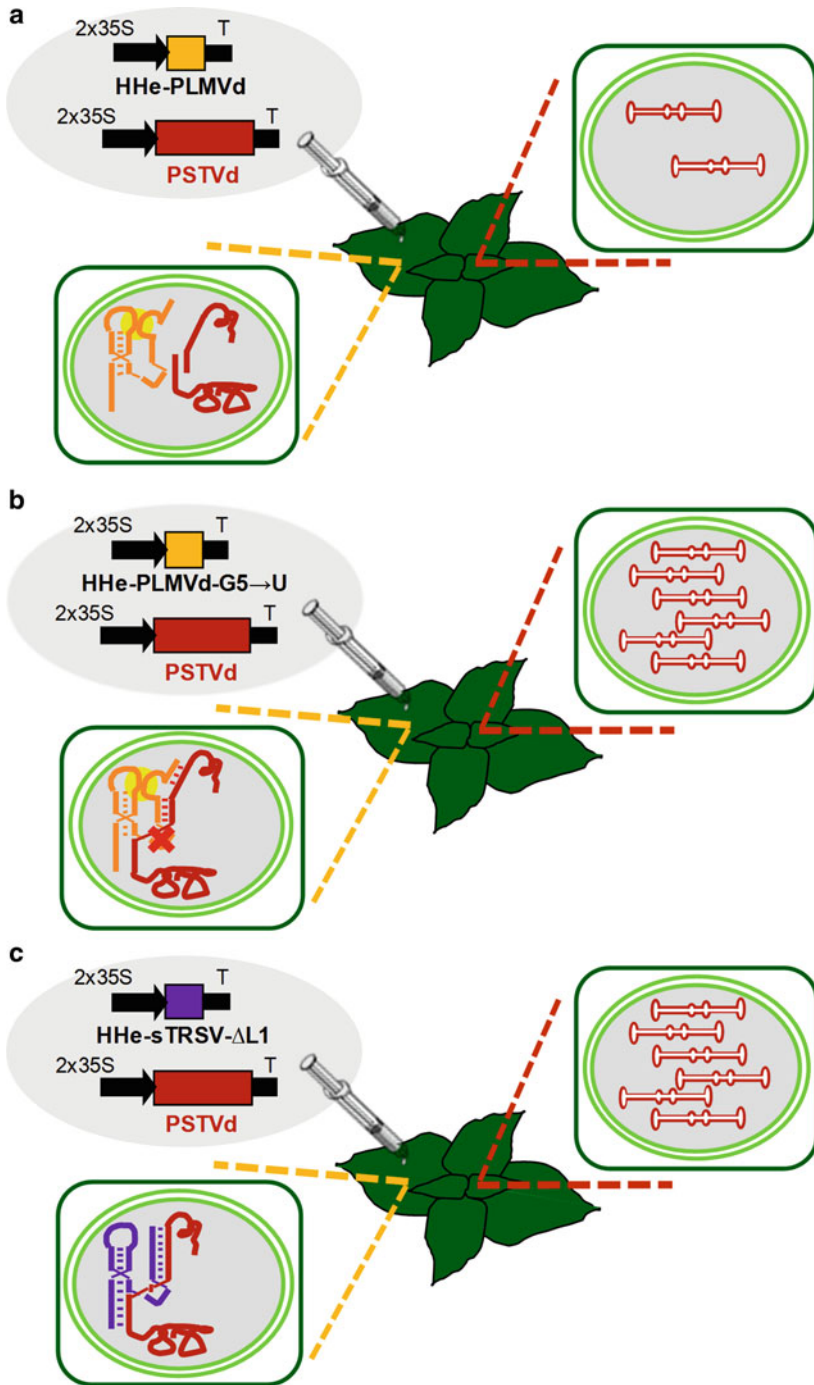 a
2x35S T
HHe-PLMVd
2x35S T
PSTVd
b
2x35S T
HHe-PLMVd-G5→U
2x35S T
PSTVd
c
2x35S T
HHe-sTRSV-ΔL1
2x35S T
PSTVd